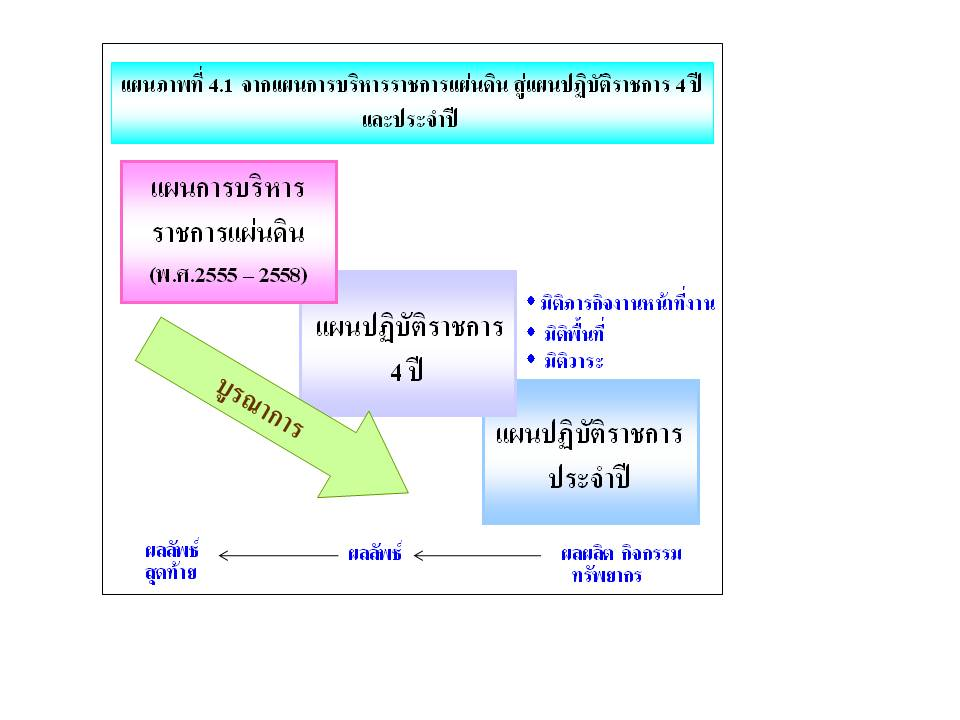 แผนภาพที่ 4.1 จากแผนการบริหารราชการแผ่นดิน สู่แผนปฏิบัติราชการ 4 ปี
และประจำปี
แผนการบริหาร
ราชการแผ่นดิน
(พ.ศ.2555 – 2558)
แผนปฏิบัติราชการ
4 ปี
• มิติภารกิจงานหน้าที่งาน
• มิติพื้นที่
• มิติวาระ
บูรณาการ
แผนปฏิบัติราชการ
ประจำปี
ผลลัพธ์
สุดท้าย
ผลลัพธ์
ผลผลิต กิจกรรม
ทรัพยากร